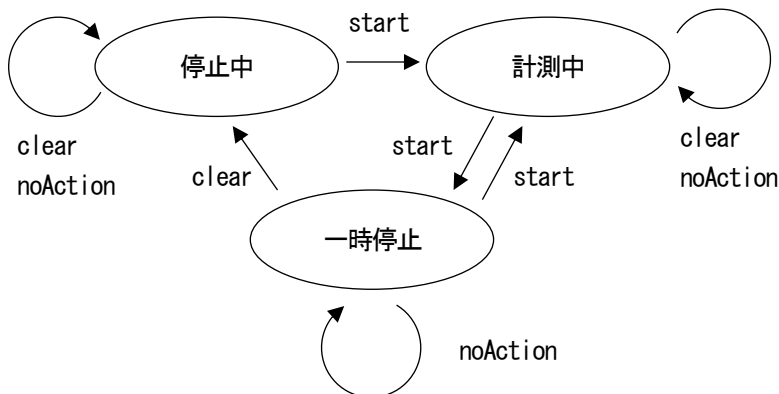 start
停止中
計測中
clear
noAction
start
clear
noAction
clear
start
一時停止
noAction